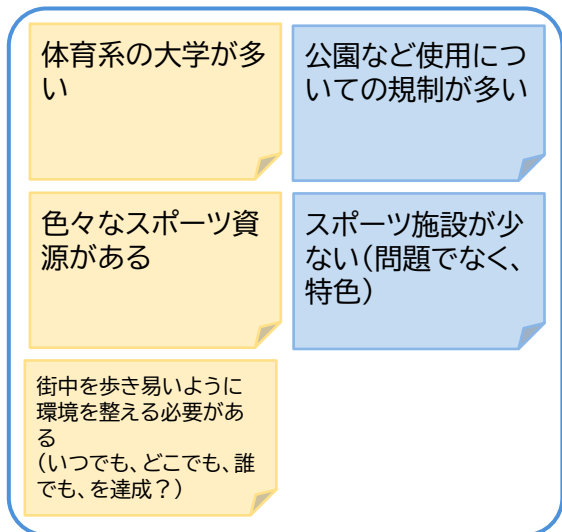 体育系の大学が多
い
公園など使用につ
いての規制が多い
色々なスポーツ資
源がある
スポーツ施設が少
ない(問題でなく、
特色)
街中を歩き易いように
環境を整える必要があ
る
(いつでも、どこでも、誰
でも、を達成?)